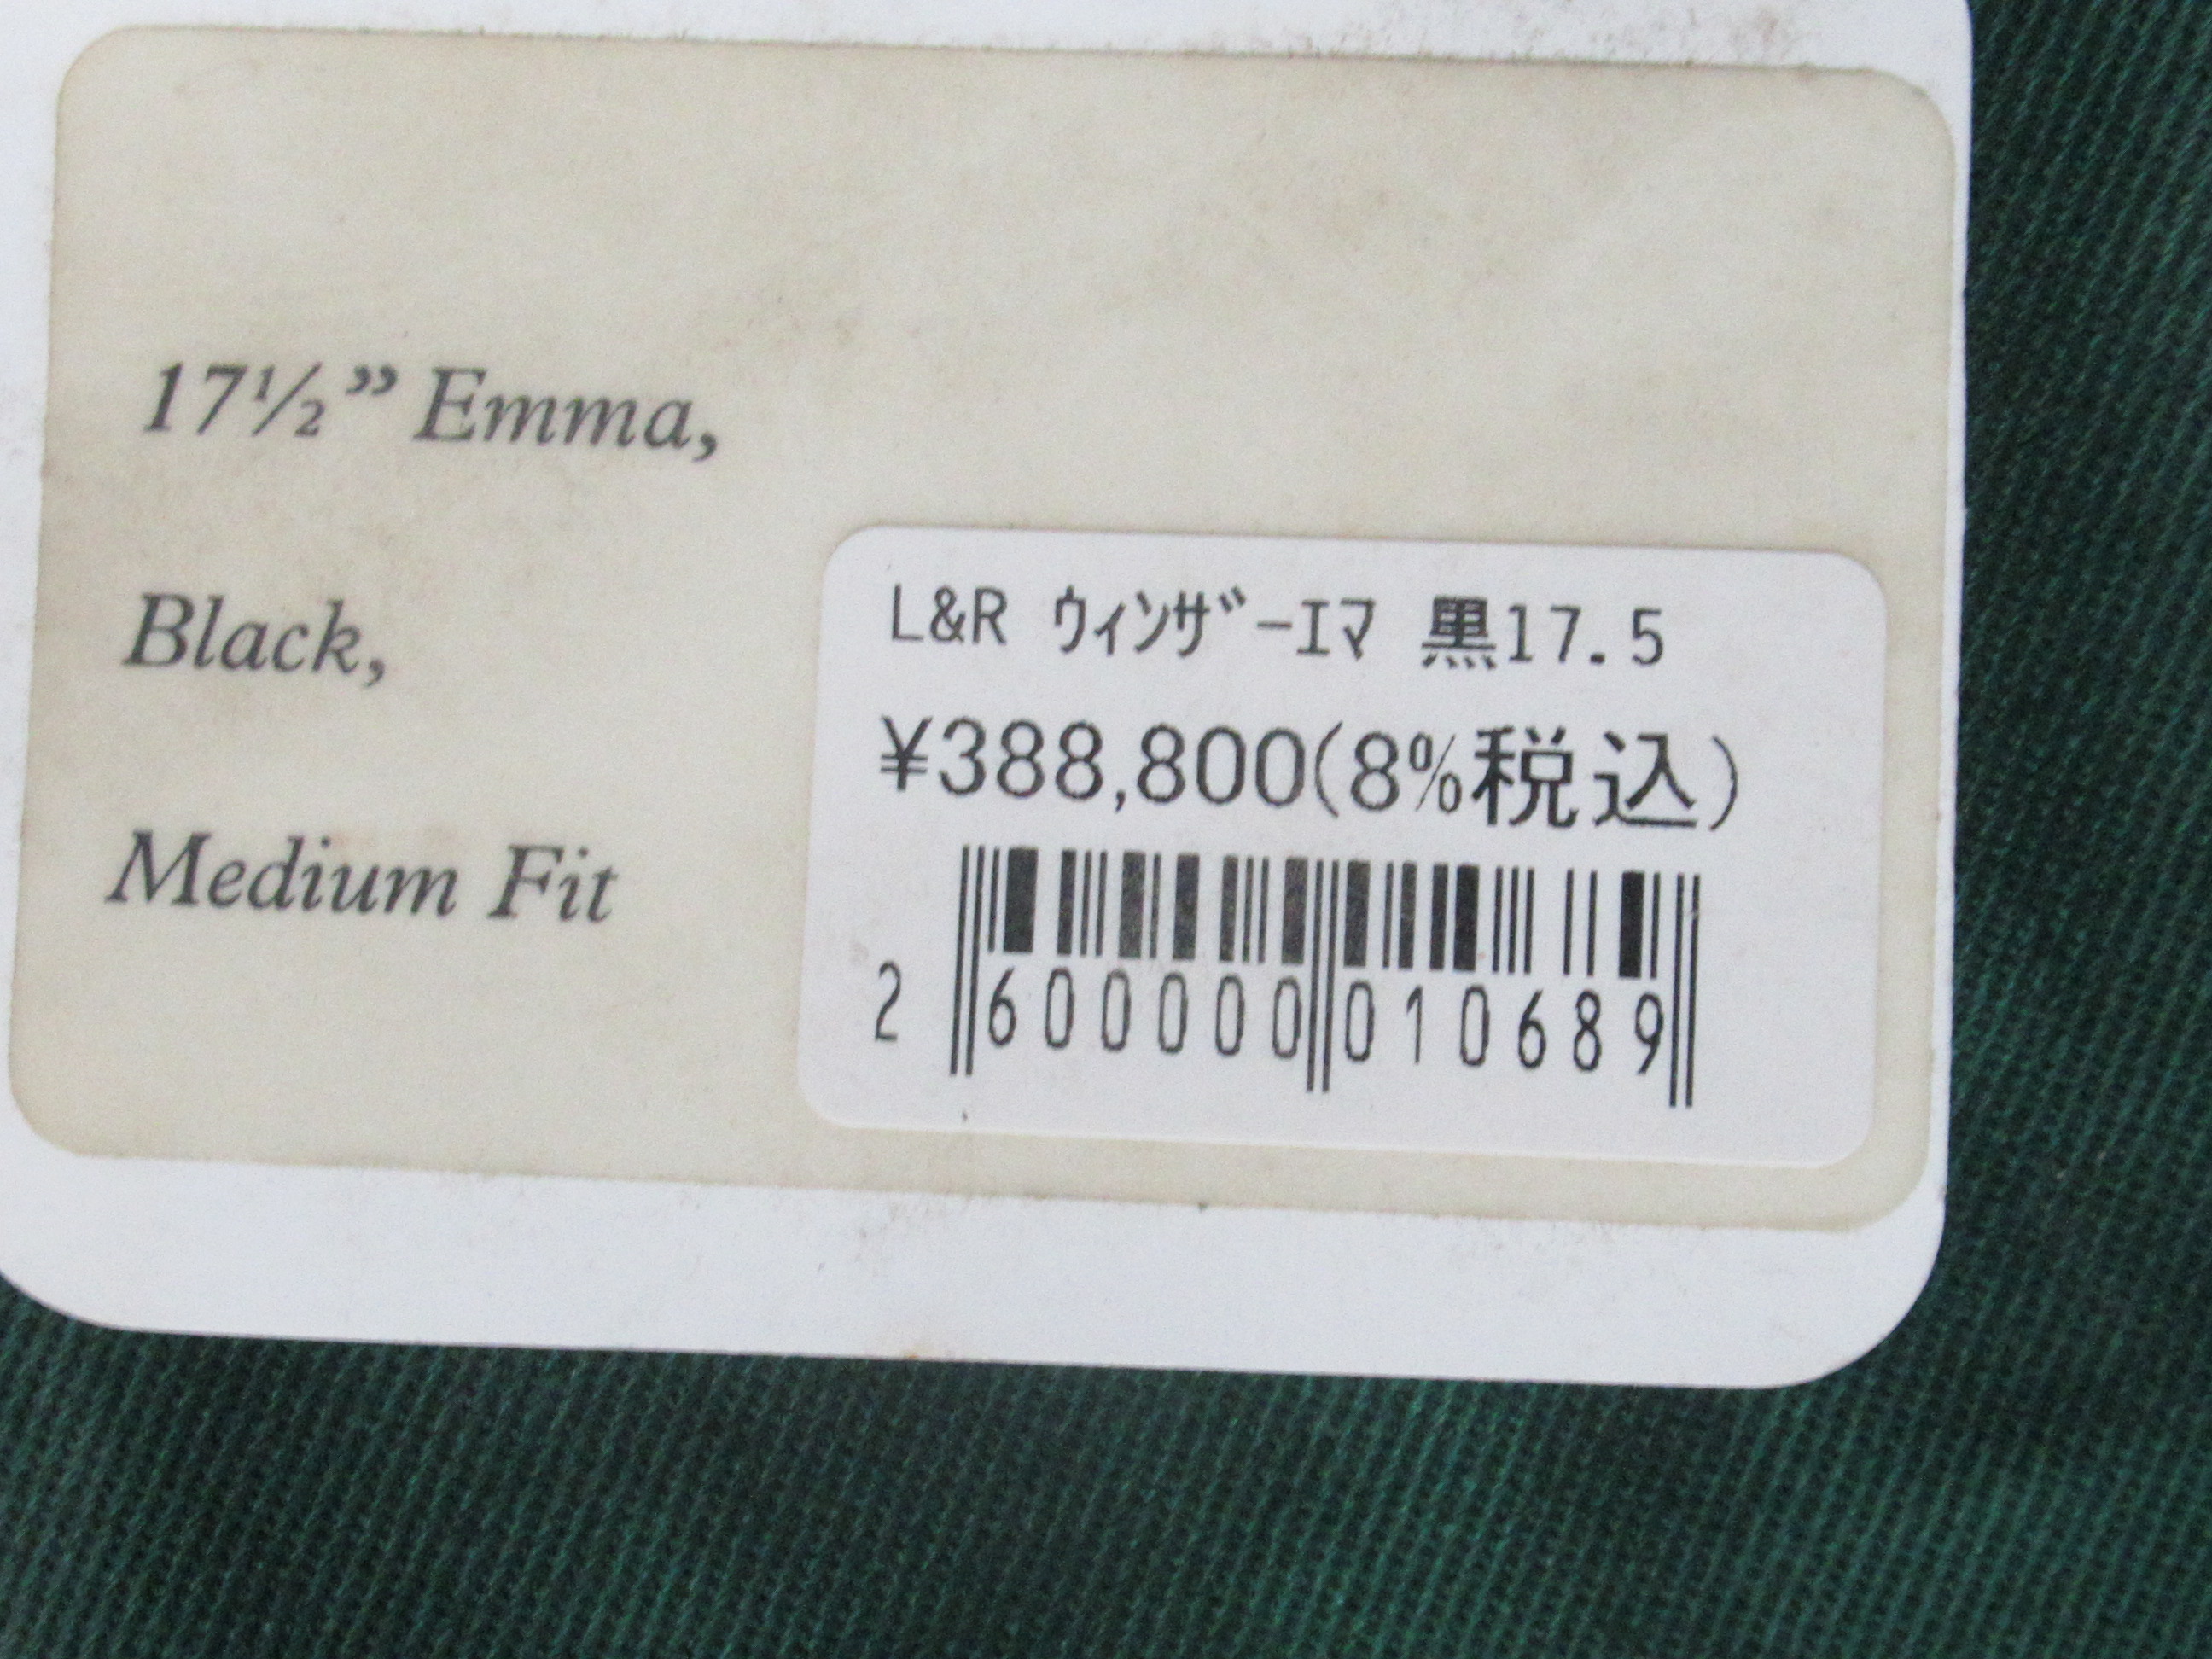 17½” Emma,
Black,
Medium Fit
L&R ウィンザーエマ 黒17.5
¥388,800(8%税込)
2 600000 010689